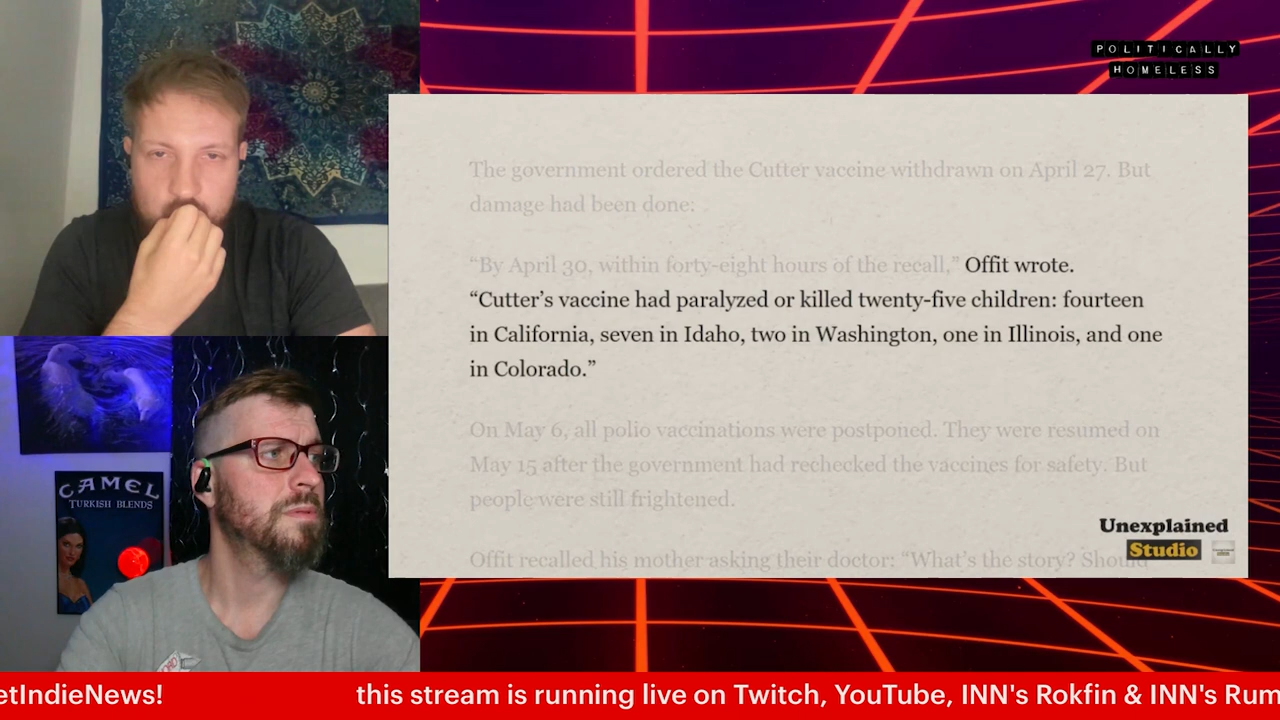 POLITICALLY
HOMELESS
The government ordered the Cutter vaccine withdrawn on April 27. But
damage had been done:
“By April 30, within forty-eight hours of the recall,” Offit wrote.
“Cutter’s vaccine had paralyzed or killed twenty-five children: fourteen
in California, seven in Idaho, two in Washington, one in Illinois, and one
in Colorado.”
On May 6, all polio vaccinations were postponed. They were resumed on
May 15 after the government had rechecked the vaccines for safety. But
people were still frightened.
Offit recalled his mother asking their doctor: “What’s the story? Should
Unexplained
Studio
CAMEL
TURKISH BLENDS
etIndieNews! this stream is running live on Twitch, YouTube, INN's Rokfin & INN's Rum